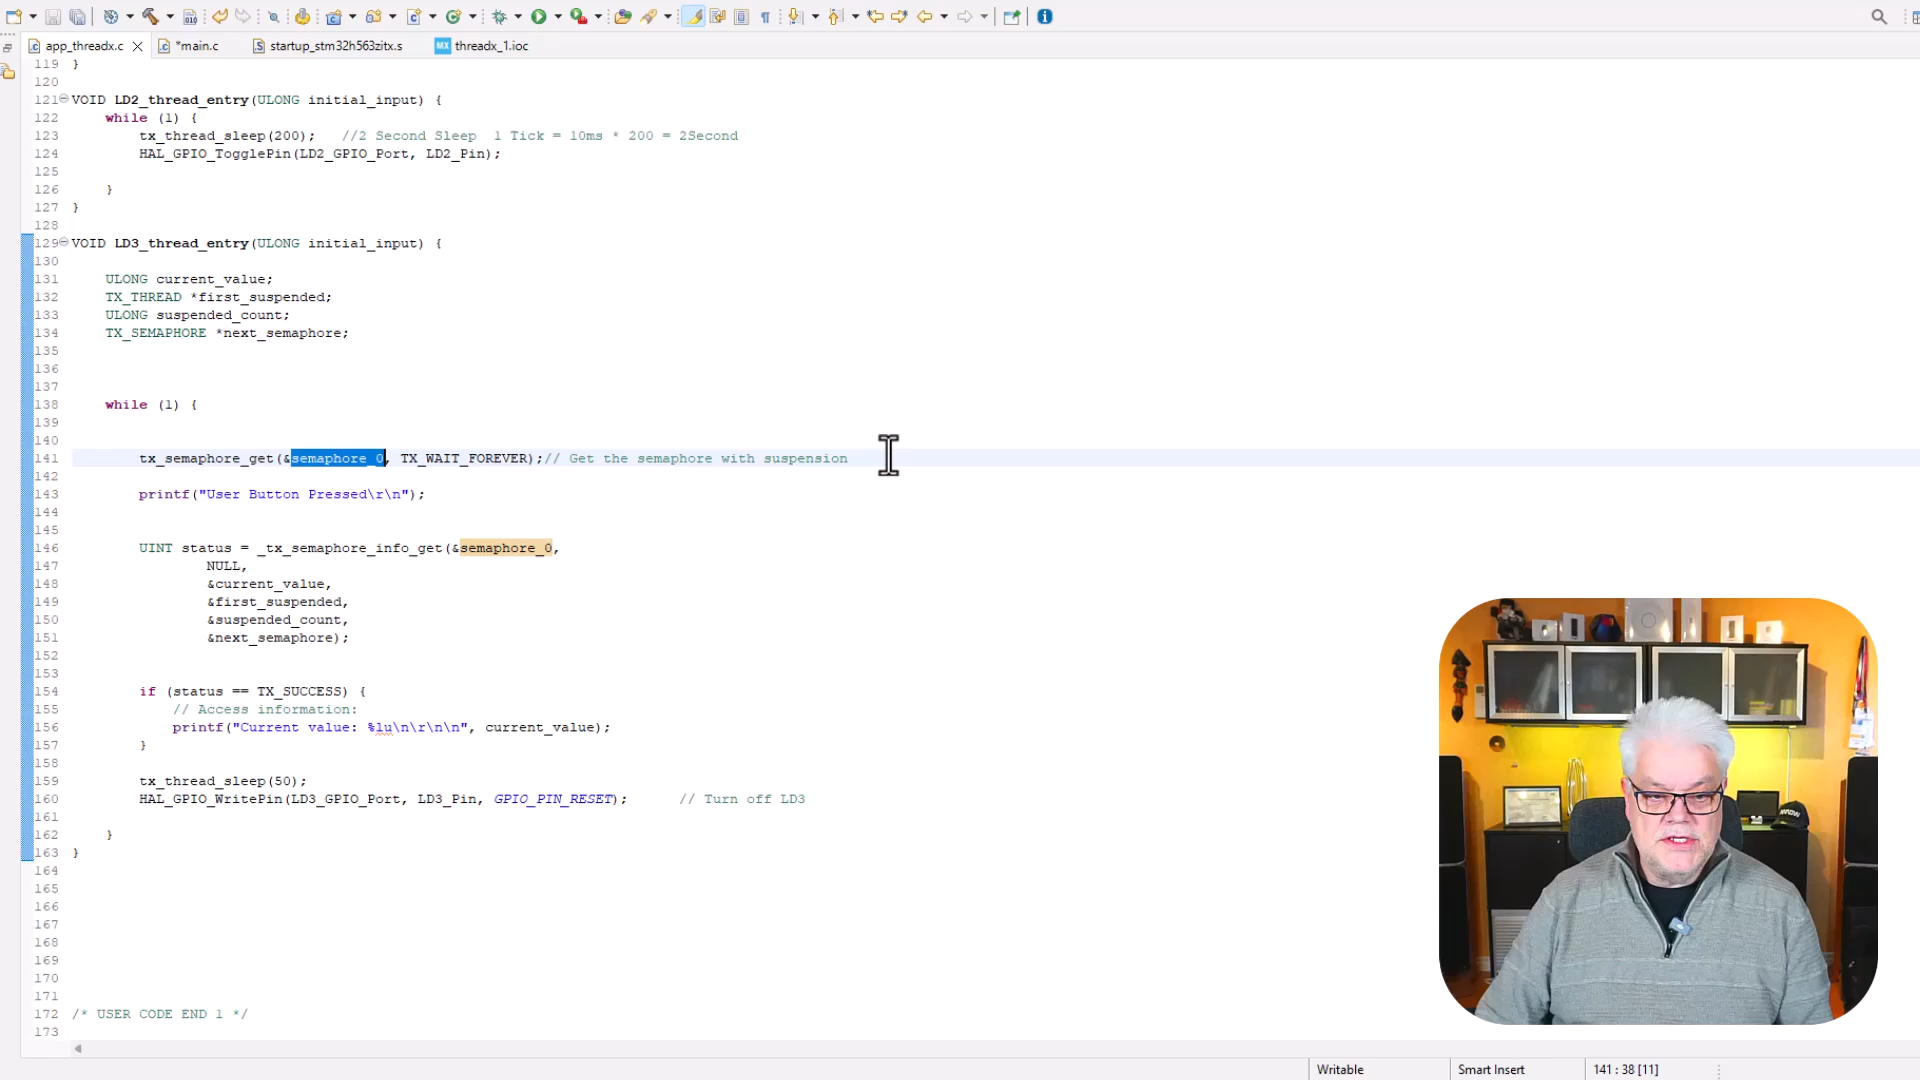 app_threadx.c
*main.c
startup_stm32h563zitx.s
MX threadx_1.ioc
119 }
120
121 VOID LD2_thread_entry(ULONG initial_input) {
122 while (1) {
123 tx_thread_sleep(200); //2 Second Sleep 1 Tick = 10ms * 200 = 2Second
124 HAL_GPIO_TogglePin(LD2_GPIO_Port, LD2_Pin);
125
126 }
127 }
128
129 VOID LD3_thread_entry(ULONG initial_input) {
130
131 ULONG current_value;
132 TX_THREAD *first_suspended;
133 ULONG suspended_count;
134 TX_SEMAPHORE *next_semaphore;
135
136
137
138 while (1) {
139
140
141 tx_semaphore_get(&semaphore_0, TX_WAIT_FOREVER);// Get the semaphore with suspension
142
143 printf("User Button Pressed\r\n");
144
145
146 UINT status = _tx_semaphore_info_get(&semaphore_0,
147 NULL,
148 &current_value,
149 &first_suspended,
150 &suspended_count,
151 &next_semaphore);
152
153
154 if (status == TX_SUCCESS) {
155 // Access information:
156 printf("Current value: %lu\n\r\n\n", current_value);
157 }
158
159 tx_thread_sleep(50);
160 HAL_GPIO_WritePin(LD3_GPIO_Port, LD3_Pin, GPIO_PIN_RESET); // Turn off LD3
161
162 }
163 }
164
165
166
167
168
169
170
171
172 /* USER CODE END 1 */
173
Writable
Smart Insert
141 : 38 [11]